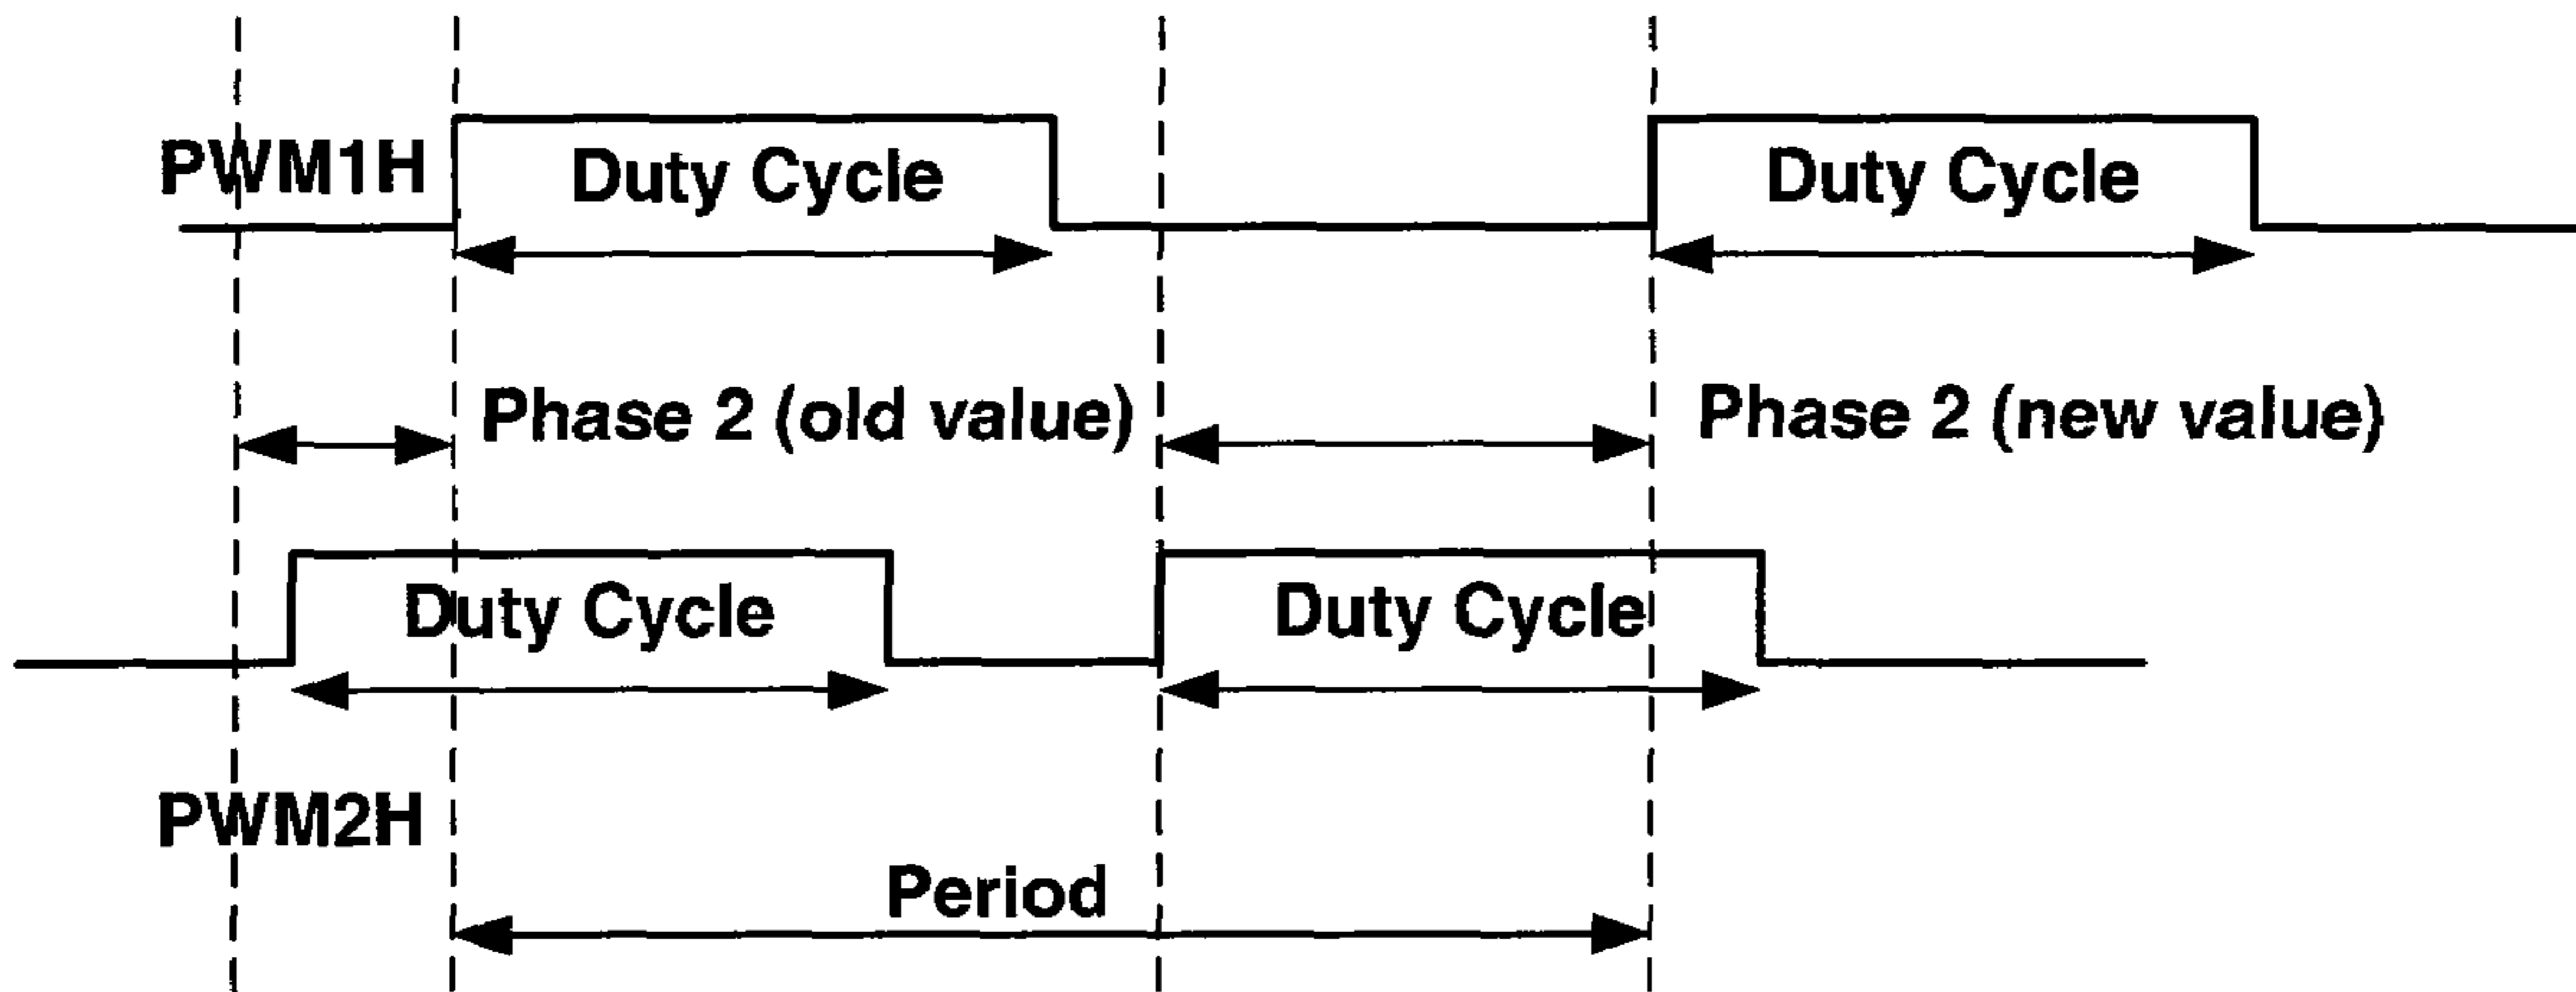 PWM1H
Duty Cycle
Duty Cycle
Phase 2 (old value)
Phase 2 (new value)
Duty Cycle
Duty Cycle
PWM2H
Period